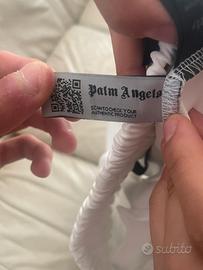 Palm Angels
SCAN TO CHECK YOUR
AUTHENTIC PRODUCT
subito